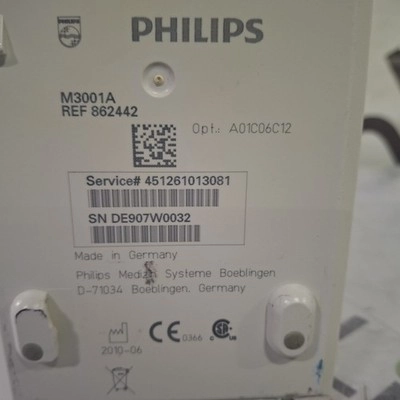 PHILIPS
PHILIPS
M3001A
REF 862442
Opt.: A01C06C12
Service# 451261013081
SN DE907W0032
Made in Germany
Philips Medizin Systeme Boeblingen
D-71034 Boeblingen, Germany
2010-06
CE 0366